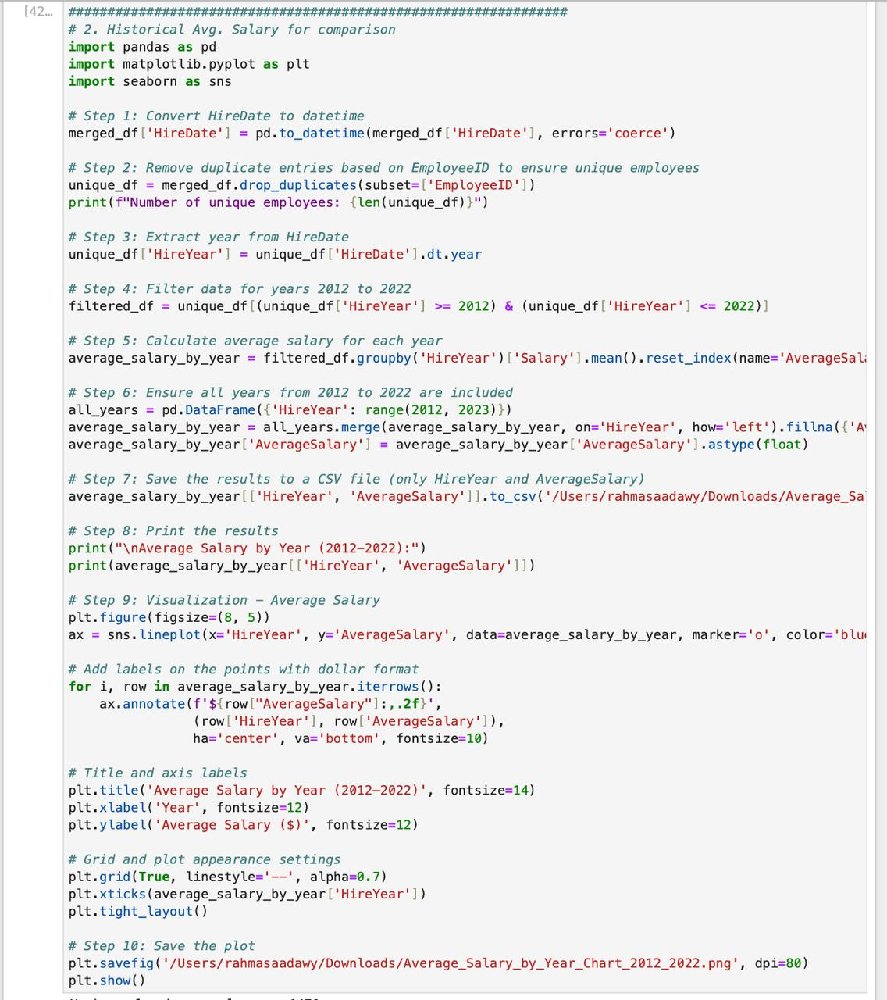 [42…
################################################################
# 2. Historical Avg. Salary for comparison
import pandas as pd
import matplotlib.pyplot as plt
import seaborn as sns

# Step 1: Convert HireDate to datetime
merged_df['HireDate'] = pd.to_datetime(merged_df['HireDate'], errors='coerce')

# Step 2: Remove duplicate entries based on EmployeeID to ensure unique employees
unique_df = merged_df.drop_duplicates(subset=['EmployeeID'])
print(f"Number of unique employees: {len(unique_df)}")

# Step 3: Extract year from HireDate
unique_df['HireYear'] = unique_df['HireDate'].dt.year

# Step 4: Filter data for years 2012 to 2022
filtered_df = unique_df[(unique_df['HireYear'] >= 2012) & (unique_df['HireYear'] <= 2022)]

# Step 5: Calculate average salary for each year
average_salary_by_year = filtered_df.groupby('HireYear')['Salary'].mean().reset_index(name='AverageSala

# Step 6: Ensure all years from 2012 to 2022 are included
all_years = pd.DataFrame({'HireYear': range(2012, 2023)})
average_salary_by_year = all_years.merge(average_salary_by_year, on='HireYear', how='left').fillna({'Av
average_salary_by_year['AverageSalary'] = average_salary_by_year['AverageSalary'].astype(float)

# Step 7: Save the results to a CSV file (only HireYear and AverageSalary)
average_salary_by_year[['HireYear', 'AverageSalary']].to_csv('/Users/rahmasaadawy/Downloads/Average_Sal

# Step 8: Print the results
print("\nAverage Salary by Year (2012–2022):")
print(average_salary_by_year[['HireYear', 'AverageSalary']])

# Step 9: Visualization – Average Salary
plt.figure(figsize=(8, 5))
ax = sns.lineplot(x='HireYear', y='AverageSalary', data=average_salary_by_year, marker='o', color='blue

# Add labels on the points with dollar format
for i, row in average_salary_by_year.iterrows():
    ax.annotate(f'${row["AverageSalary"]:,.2f}',
                (row['HireYear'], row['AverageSalary']),
                ha='center', va='bottom', fontsize=10)

# Title and axis labels
plt.title('Average Salary by Year (2012–2022)', fontsize=14)
plt.xlabel('Year', fontsize=12)
plt.ylabel('Average Salary ($)', fontsize=12)

# Grid and plot appearance settings
plt.grid(True, linestyle='--', alpha=0.7)
plt.xticks(average_salary_by_year['HireYear'])
plt.tight_layout()

# Step 10: Save the plot
plt.savefig('/Users/rahmasaadawy/Downloads/Average_Salary_by_Year_Chart_2012_2022.png', dpi=80)
plt.show()